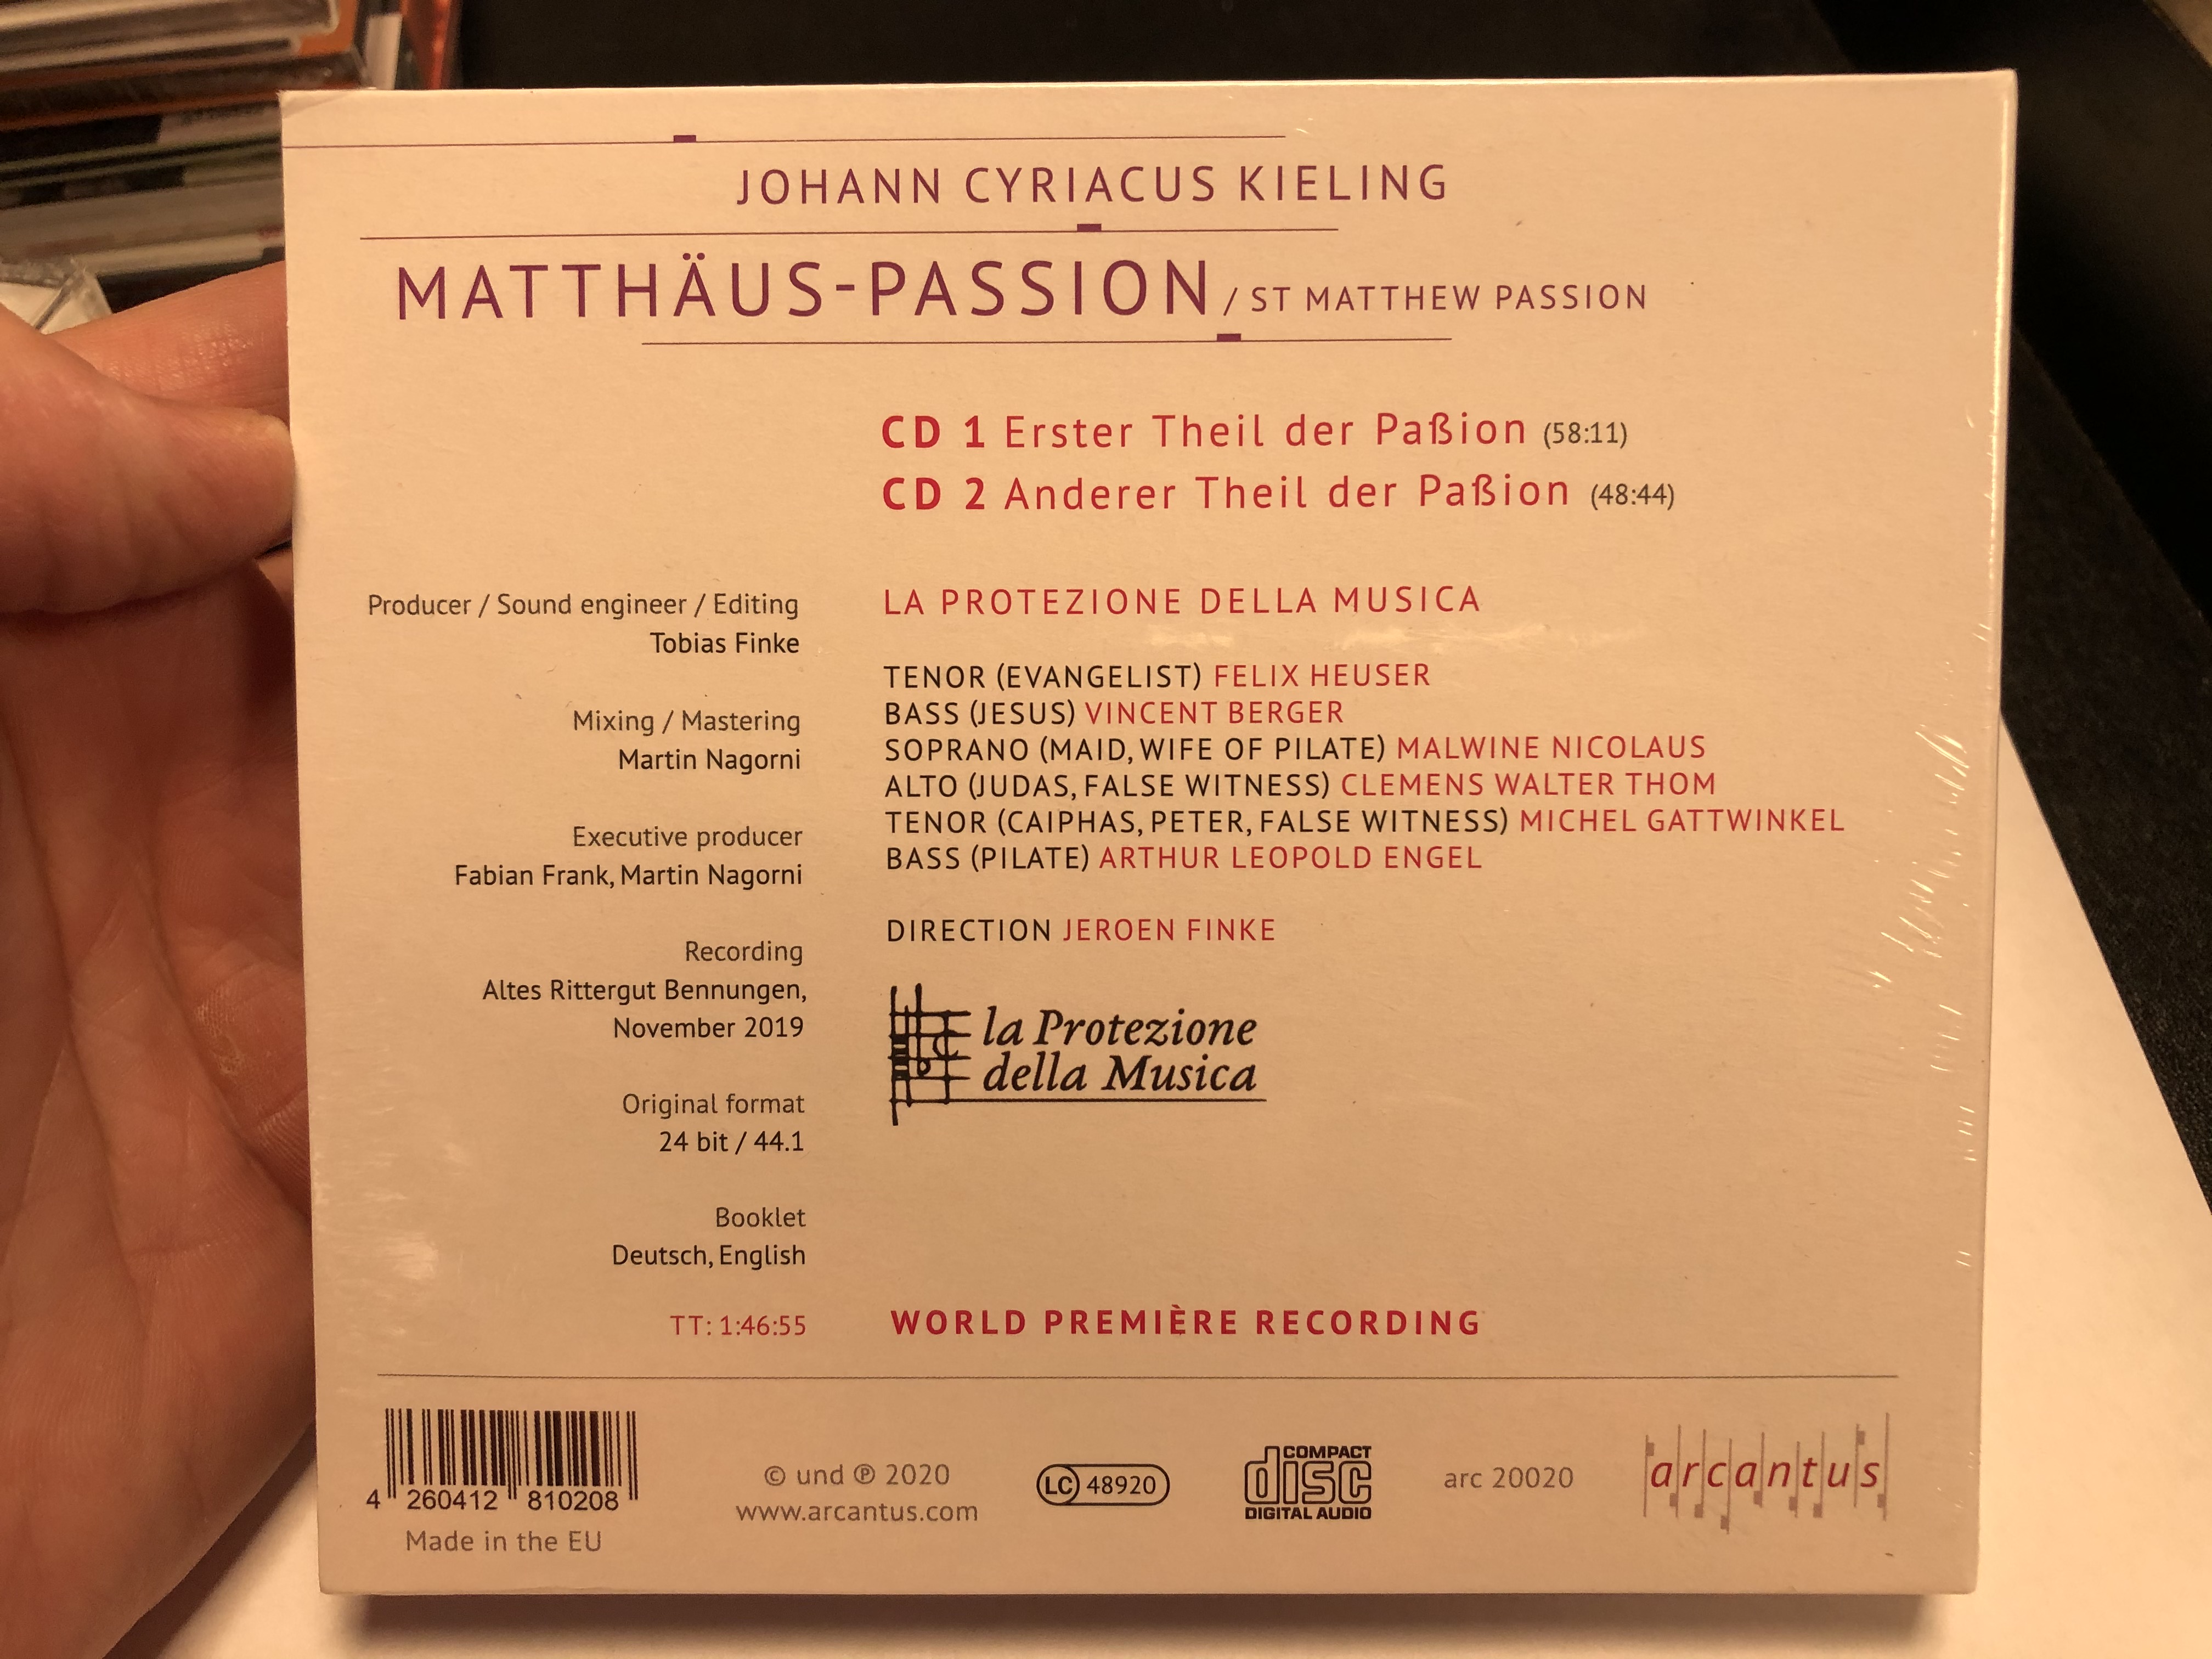 JOHANN CYRIACUS KIELING
MATTHÄUS-PASSION / ST MATTHEW PASSION
CD 1 Erster Theil der Paßion (58:11)
CD 2 Anderer Theil der Paßion (48:44)
Producer / Sound engineer / Editing
Tobias Finke
Mixing / Mastering
Martin Nagorni
Executive producer
Fabian Frank, Martin Nagorni
Recording
Altes Rittergut Bennungen,
November 2019
Original format
24 bit / 44.1
Booklet
Deutsch, English
TT: 1:46:55
LA PROTEZIONE DELLA MUSICA
TENOR (EVANGELIST) FELIX HEUSER
BASS (JESUS) VINCENT BERGER
SOPRANO (MAID, WIFE OF PILATE) MALWINE NICOLAUS
ALTO (JUDAS, FALSE WITNESS) CLEMENS WALTER THOM
TENOR (CAIPHAS, PETER, FALSE WITNESS) MICHEL GATTWINKEL
BASS (PILATE) ARTHUR LEOPOLD ENGEL
DIRECTION JEROEN FINKE
la Protezione
della Musica
WORLD PREMIÈRE RECORDING
4 260412 810208
Made in the EU
© und ℗ 2020
www.arcantus.com
LC 48920
COMPACT
disc
DIGITAL AUDIO
arc 20020
arcantus